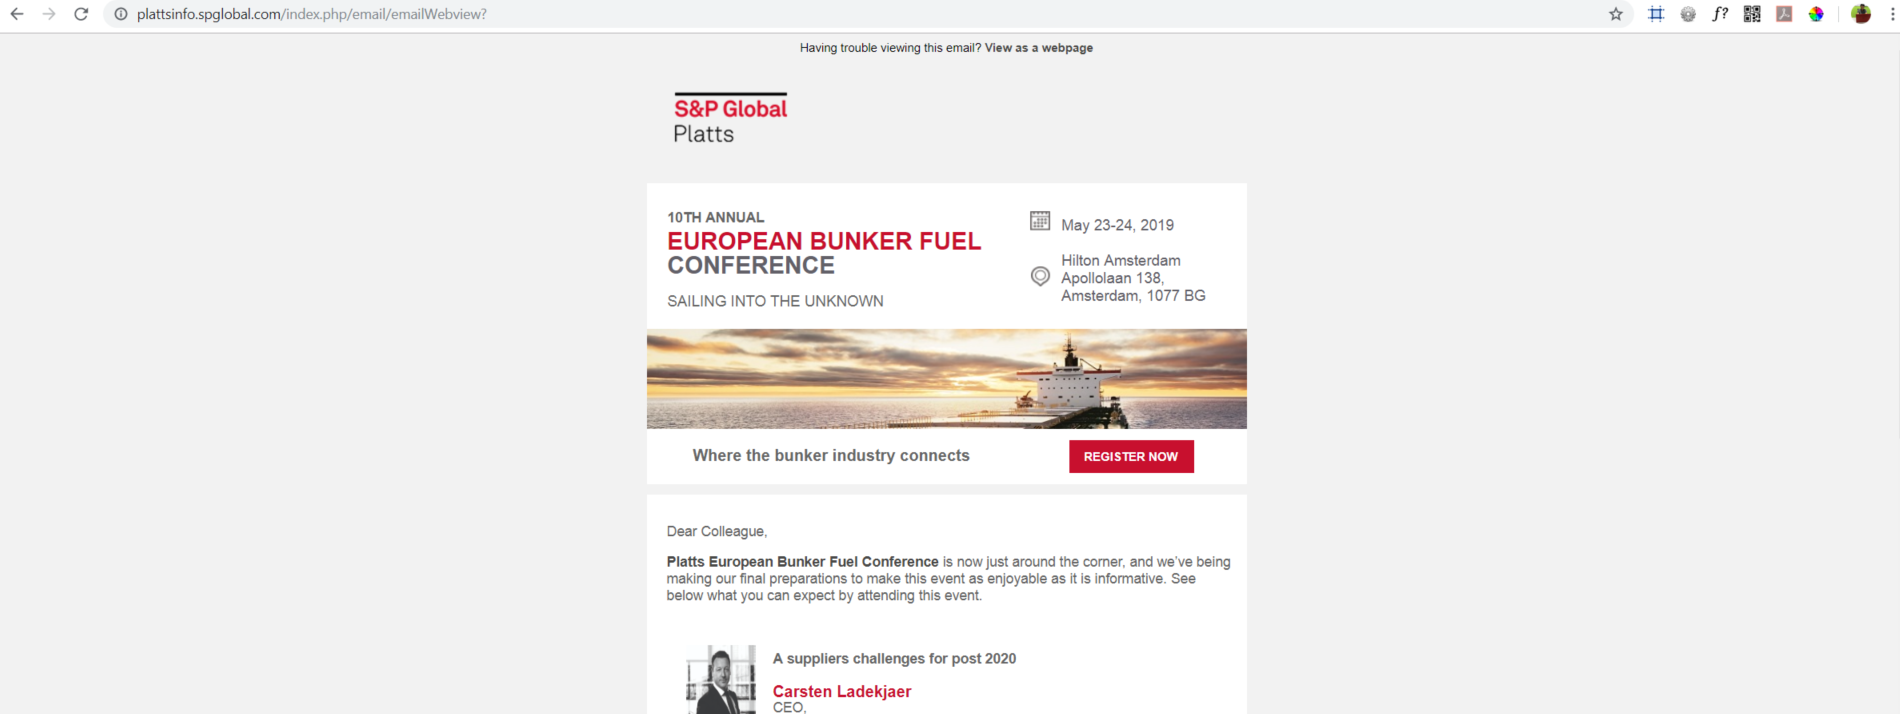 plattsinfo.spglobal.com/index.php/email/emailWebview?
f?
Having trouble viewing this email? View as a webpage
S&P Global
Platts
10TH ANNUAL
EUROPEAN BUNKER FUEL
CONFERENCE
SAILING INTO THE UNKNOWN
May 23-24, 2019
Hilton Amsterdam
Apollolaan 138,
Amsterdam, 1077 BG
Where the bunker industry connects
REGISTER NOW
Dear Colleague,
Platts European Bunker Fuel Conference is now just around the corner, and we've being
making our final preparations to make this event as enjoyable as it is informative. See
below what you can expect by attending this event.
A suppliers challenges for post 2020
Carsten Ladekjaer
CEO,